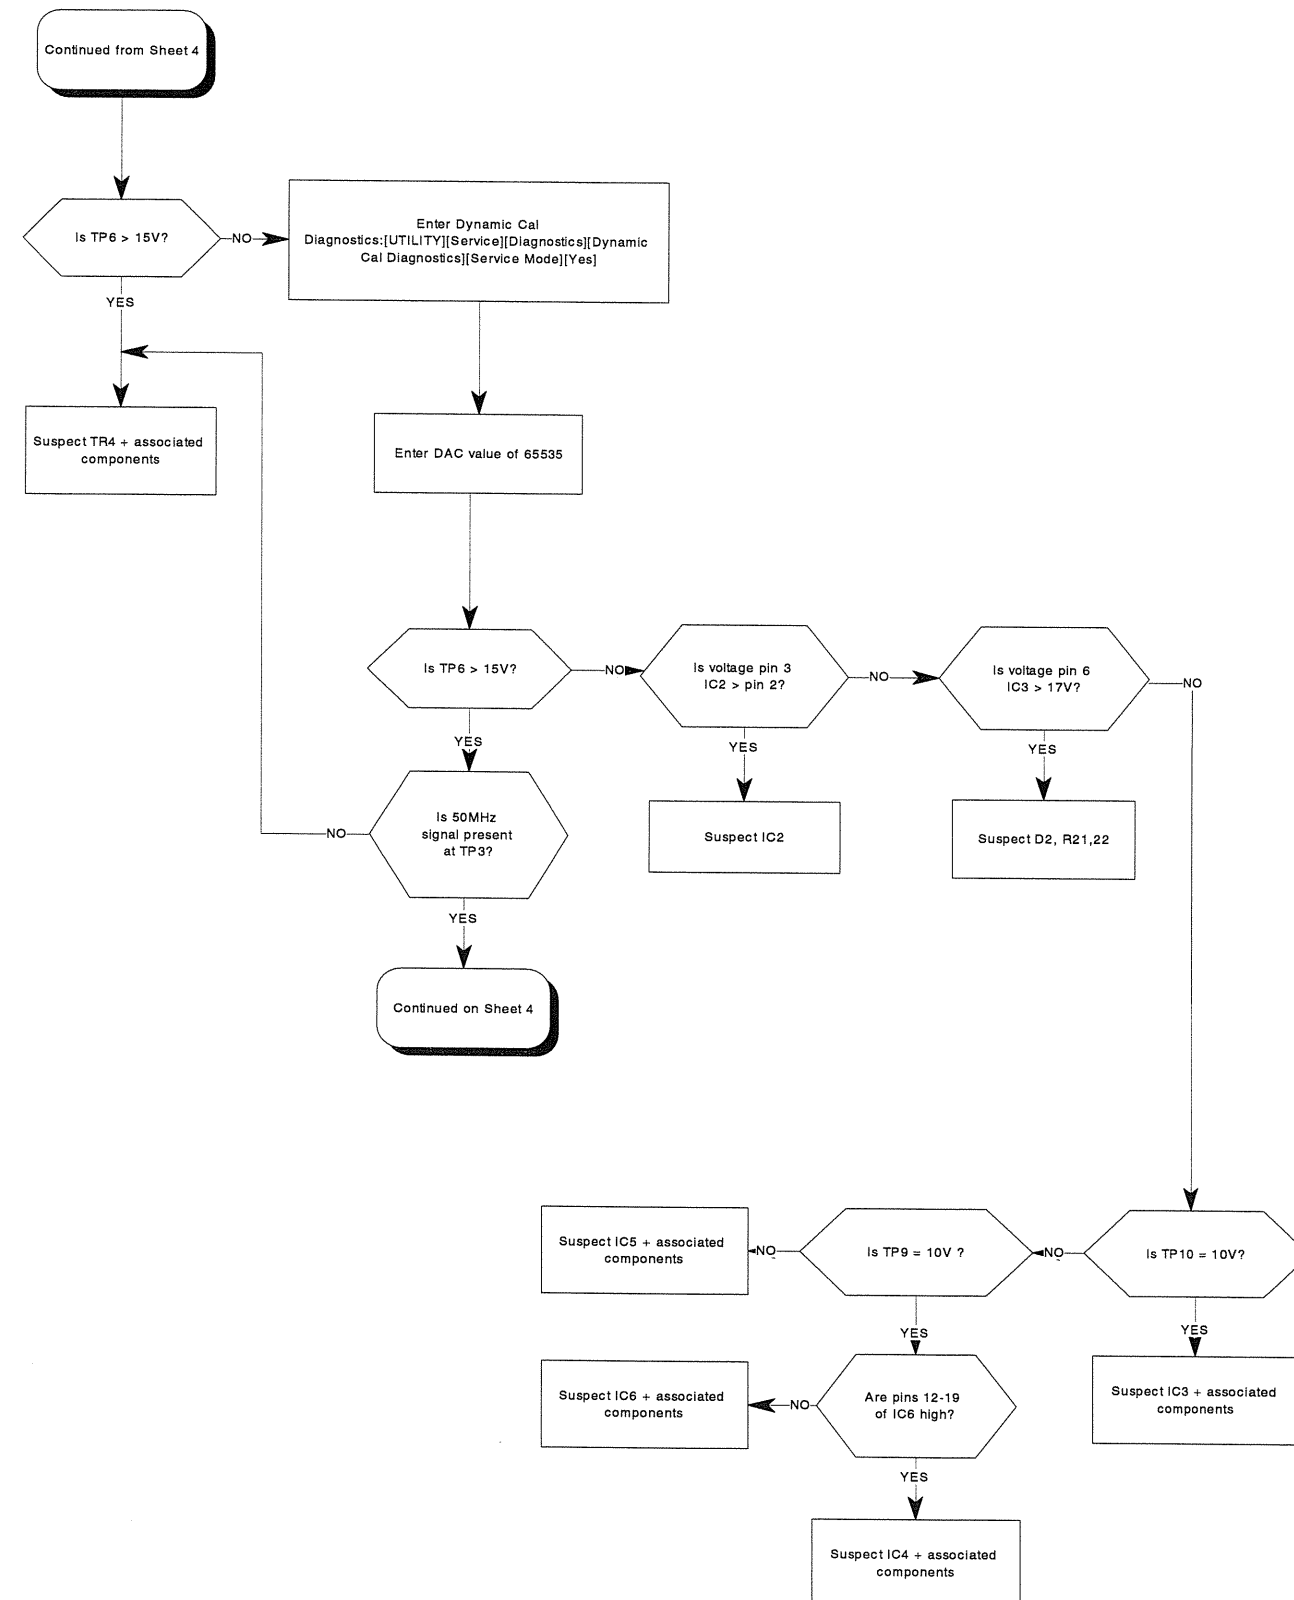 Continued from Sheet 4
Is TP6 > 15V?
NO
Enter Dynamic Cal
Diagnostics:[UTILITY][Service][Diagnostics][Dynamic
Cal Diagnostics][Service Mode][Yes]
YES
Suspect TR4 + associated
components
Enter DAC value of 65535
Is TP6 > 15V?
NO
Is voltage pin 3
IC2 > pin 2?
NO
Is voltage pin 6
IC3 > 17V?
NO
YES
YES
YES
Is 50MHz
signal present
at TP3?
NO
Suspect IC2
Suspect D2, R21,22
YES
Continued on Sheet 4
Suspect IC5 + associated
components
NO
Is TP9 = 10V ?
NO
Is TP10 = 10V?
YES
YES
Suspect IC6 + associated
components
NO
Are pins 12-19
of IC6 high?
Suspect IC3 + associated
components
YES
Suspect IC4 + associated
components